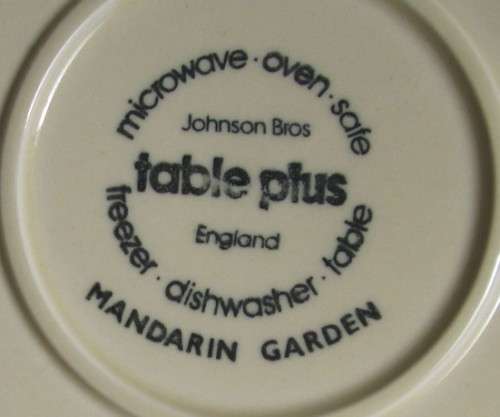 microwave · oven · safe
Johnson Bros
table plus
England
freezer · dishwasher · table
MANDARIN GARDEN